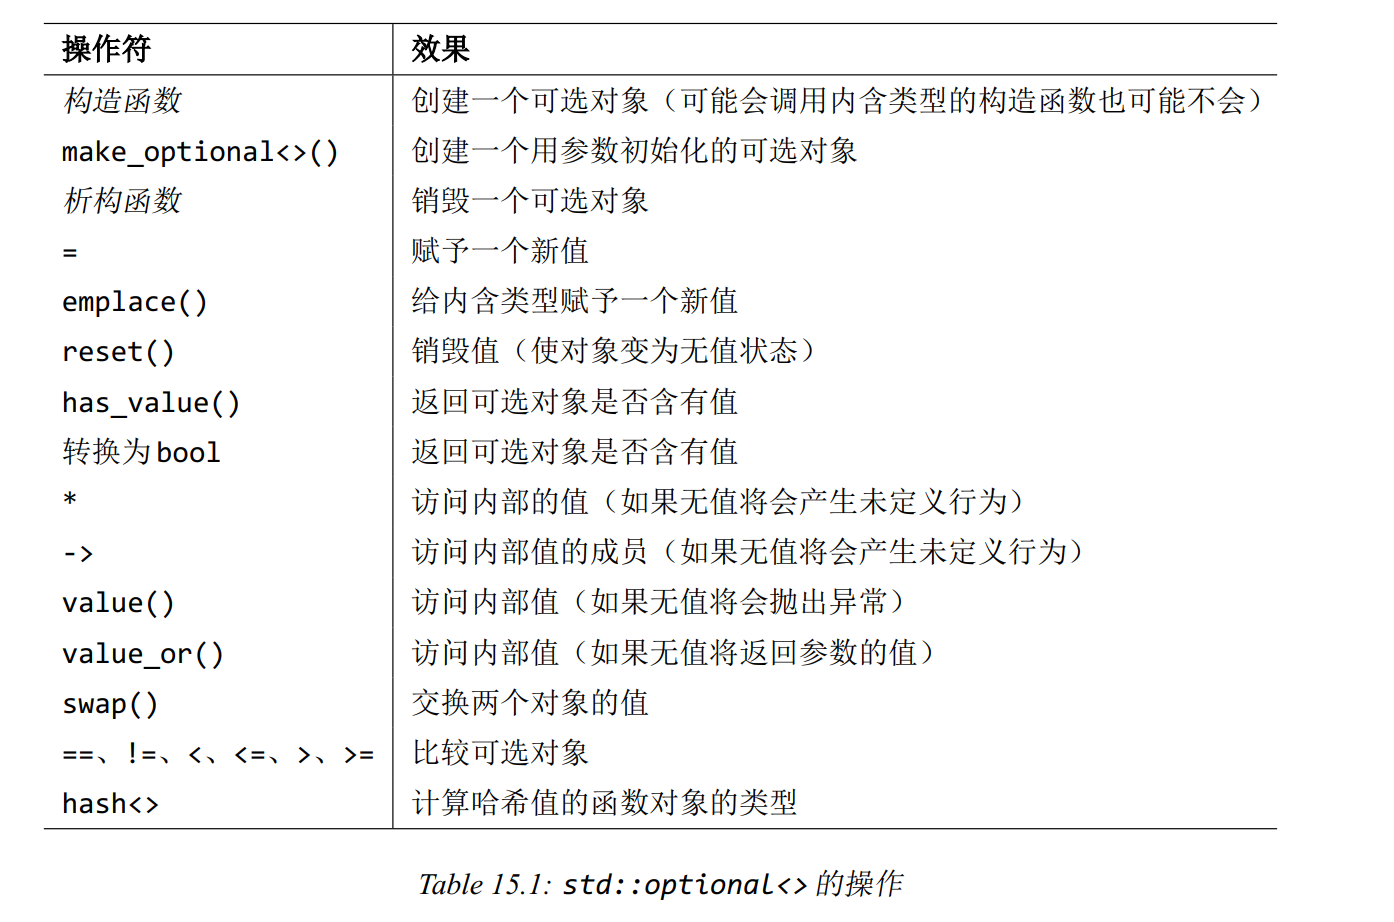 操作符 效果
构造函数 创建一个可选对象（可能会调用内含类型的构造函数也可能不会）
make_optional<>() 创建一个用参数初始化的可选对象
析构函数 销毁一个可选对象
= 赋予一个新值
emplace() 给内含类型赋予一个新值
reset() 销毁值（使对象变为无值状态）
has_value() 返回可选对象是否含有值
转换为bool 返回可选对象是否含有值
* 访问内部的值（如果无值将会产生未定义行为）
-> 访问内部值的成员（如果无值将会产生未定义行为）
value() 访问内部值（如果无值将会抛出异常）
value_or() 访问内部值（如果无值将返回参数的值）
swap() 交换两个对象的值
==、!=、<、<=、>、>= 比较可选对象
hash<> 计算哈希值的函数对象的类型
Table 15.1: std::optional<>的操作